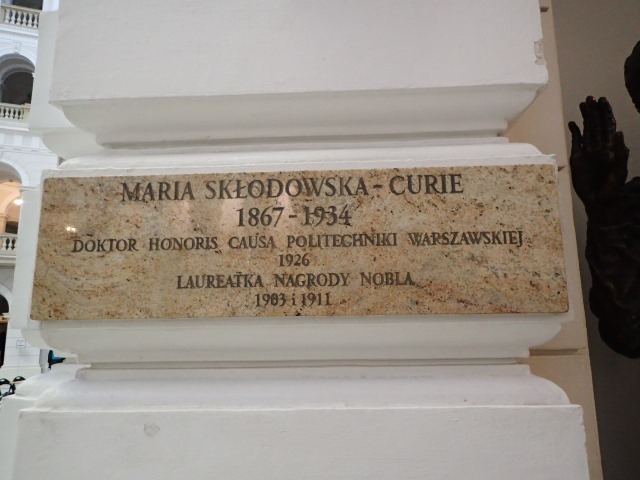 MARIA SKŁODOWSKA - CURIE
1867 - 1934
DOKTOR HONORIS CAUSA POLITECHNIKI WARSZAWSKIEJ
1926
LAUREATKA NAGRODY NOBLA
1903 i 1911